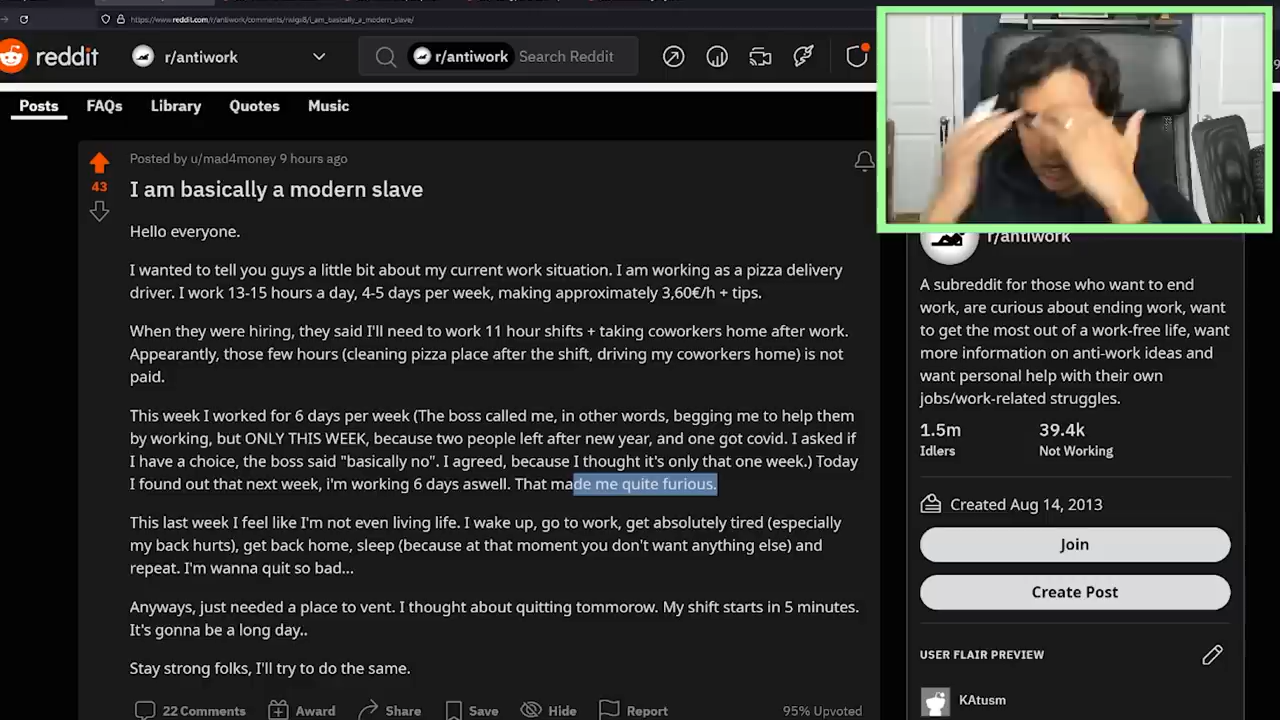 https://www.reddit.com/r/antiwork/comments/rwigs8/i_am_basically_a_modern_slave/
reddit
r/antiwork
r/antiwork Search Reddit
Posts FAQs Library Quotes Music
Posted by u/mad4money 9 hours ago
43
I am basically a modern slave
Hello everyone.
I wanted to tell you guys a little bit about my current work situation. I am working as a pizza delivery
driver. I work 13-15 hours a day, 4-5 days per week, making approximately 3,60€/h + tips.
When they were hiring, they said I'll need to work 11 hour shifts + taking coworkers home after work.
Appearantly, those few hours (cleaning pizza place after the shift, driving my coworkers home) is not
paid.
This week I worked for 6 days per week (The boss called me, in other words, begging me to help them
by working, but ONLY THIS WEEK, because two people left after new year, and one got covid. I asked if
I have a choice, the boss said "basically no". I agreed, because I thought it's only that one week.) Today
I found out that next week, i'm working 6 days aswell. That made me quite furious.
This last week I feel like I'm not even living life. I wake up, go to work, get absolutely tired (especially
my back hurts), get back home, sleep (because at that moment you don't want anything else) and
repeat. I'm wanna quit so bad...
Anyways, just needed a place to vent. I thought about quitting tommorow. My shift starts in 5 minutes.
It's gonna be a long day..
Stay strong folks, I'll try to do the same.
22 Comments Award Share Save Hide Report 95% Upvoted
r/antiwork
A subreddit for those who want to end
work, are curious about ending work, want
to get the most out of a work-free life, want
more information on anti-work ideas and
want personal help with their own
jobs/work-related struggles.
1.5m 39.4k
Idlers Not Working
Created Aug 14, 2013
Join
Create Post
USER FLAIR PREVIEW
KAtusm